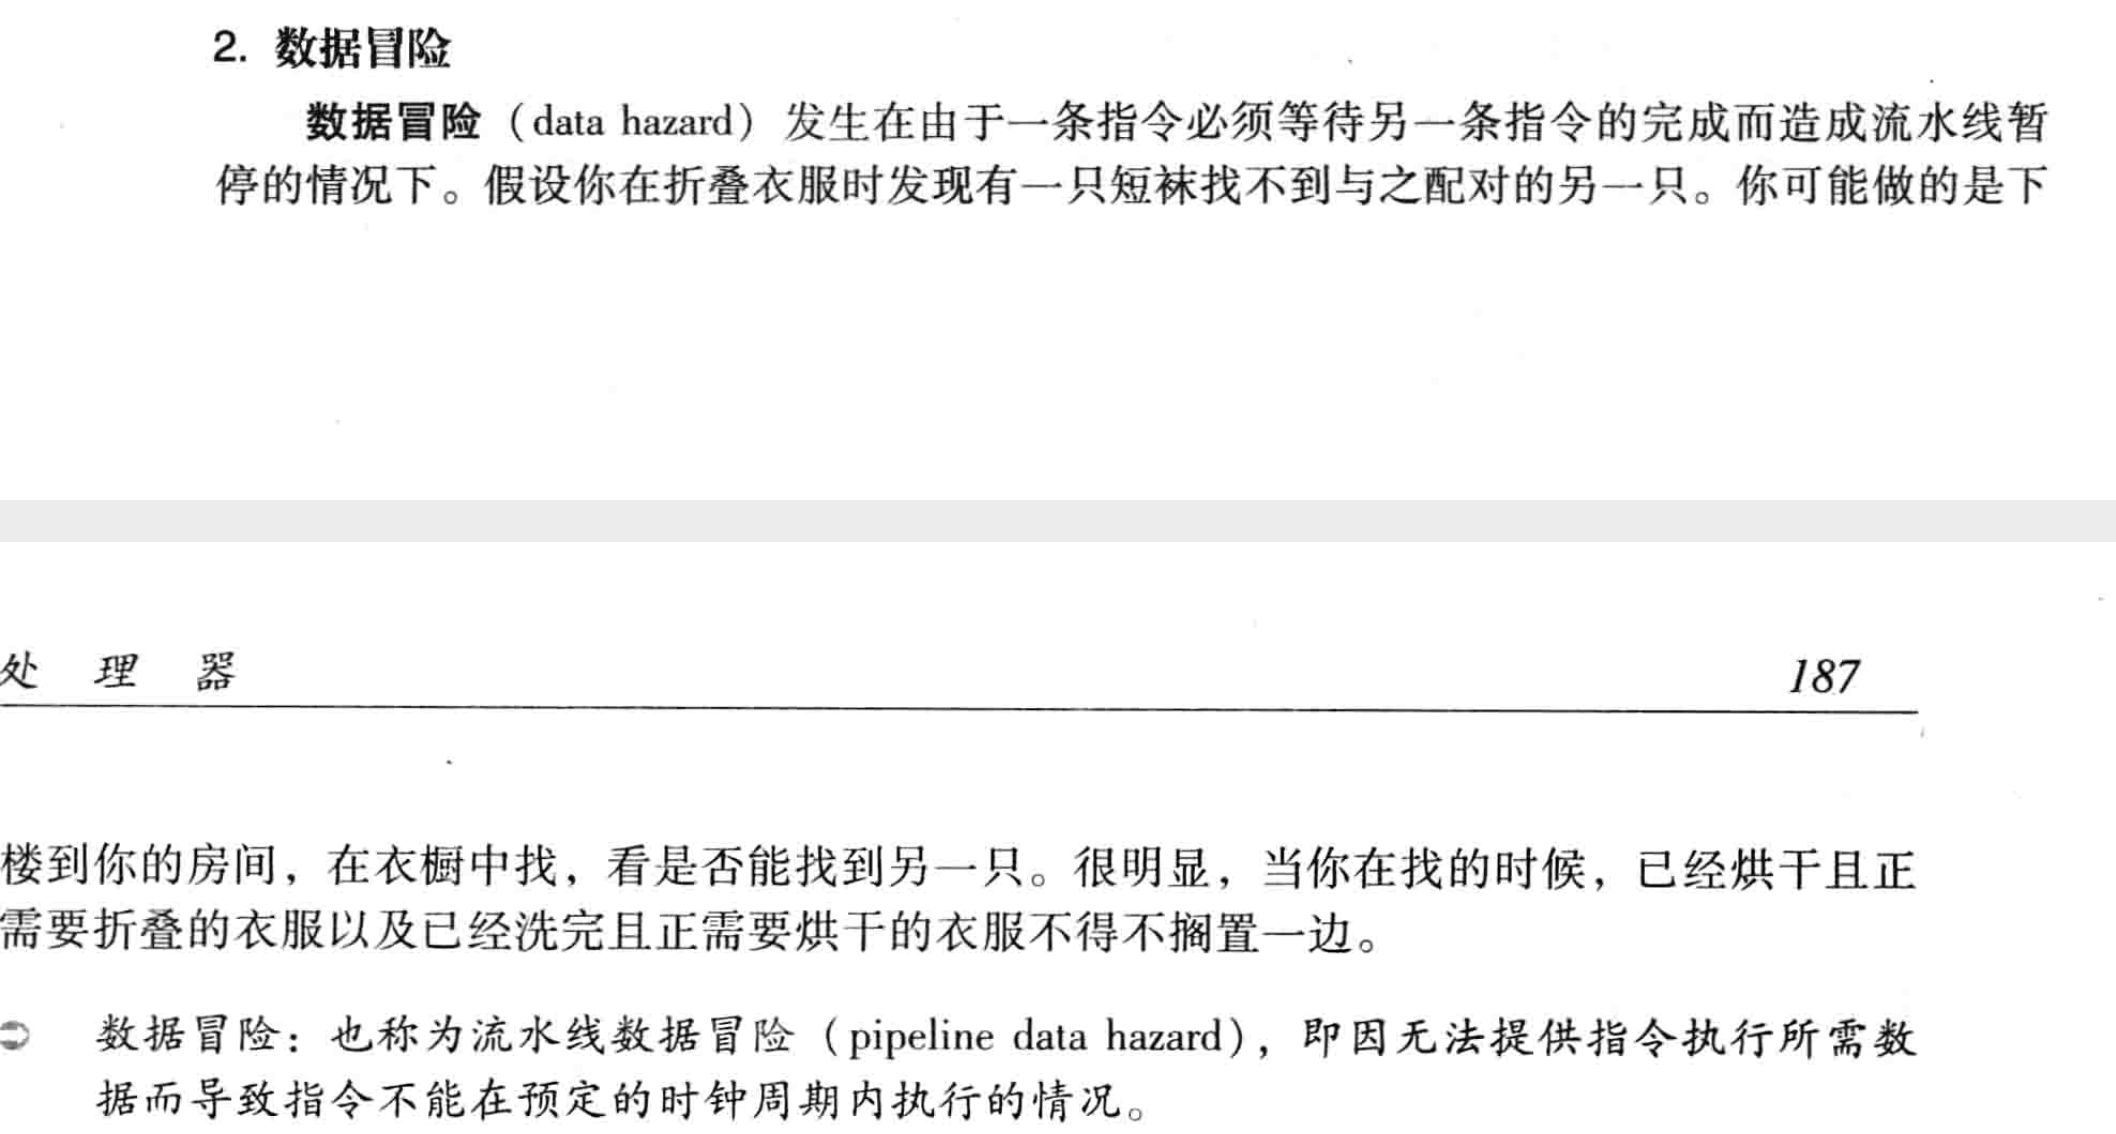 2. 数据冒险
数据冒险（data hazard）发生在由于一条指令必须等待另一条指令的完成而造成流水线暂
停的情况下。假设你在折叠衣服时发现有一只短袜找不到与之配对的另一只。你可能做的是下
处 理 器 187
楼到你的房间，在衣橱中找，看是否能找到另一只。很明显，当你在找的时候，已经烘干且正
需要折叠的衣服以及已经洗完且正需要烘干的衣服不得不搁置一边。
数据冒险：也称为流水线数据冒险（pipeline data hazard），即因无法提供指令执行所需数
据而导致指令不能在预定的时钟周期内执行的情况。